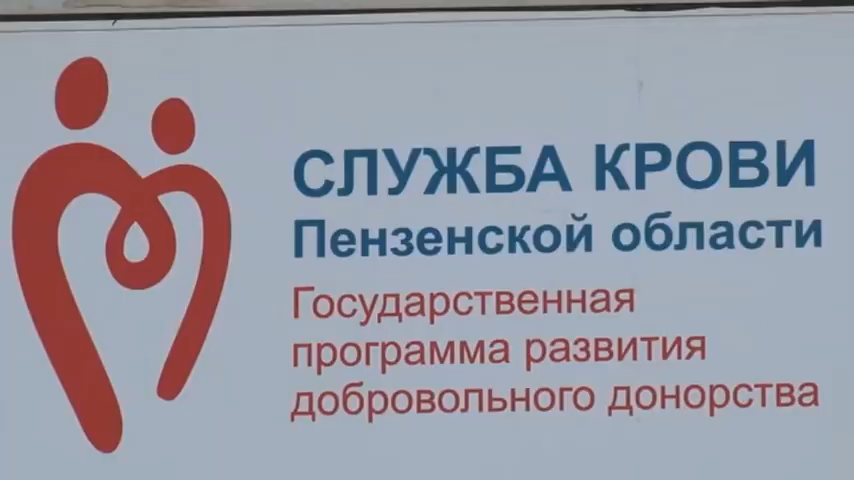 СЛУЖБА КРОВИ
Пензенской области
Государственная
программа развития
добровольного донорства